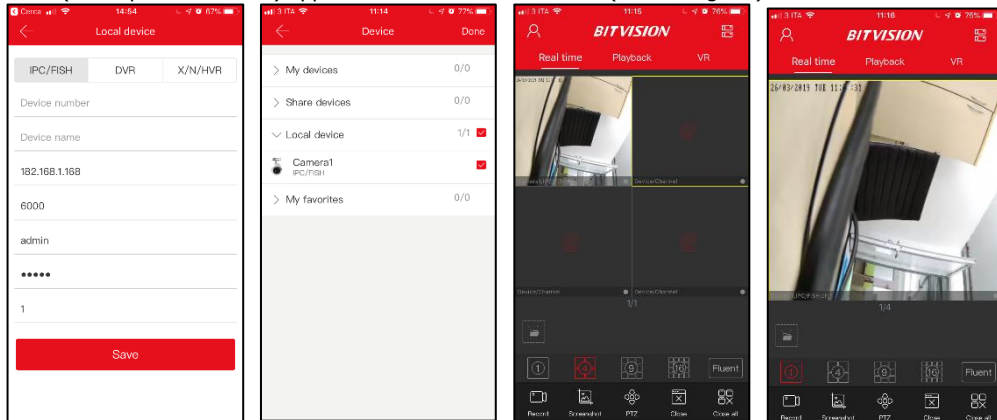 Cerca 14:54 67%
Local device
IPC/FISH DVR X/N/HVR
Device number
Device name
182.168.1.168
6000
admin
•••••
1
Save
3 ITA 11:14 77%
Device Done
My devices 0/0
Share devices 0/0
Local device 1/1
Camera1
IPC/FISH
My favorites 0/0
3 ITA 11:15 76%
BITVISION
Real time Playback VR
Device/Channel
Device/Channel
Device/Channel
1/1
1 4 9 16 Fluent
Record Screenshot PTZ Close Close all
3 ITA 11:16 75%
BITVISION
Real time Playback VR
26/03/2019 TUE 11: :31
1/4
1 4 9 16 Fluent
Record Screenshot PTZ Close Close all